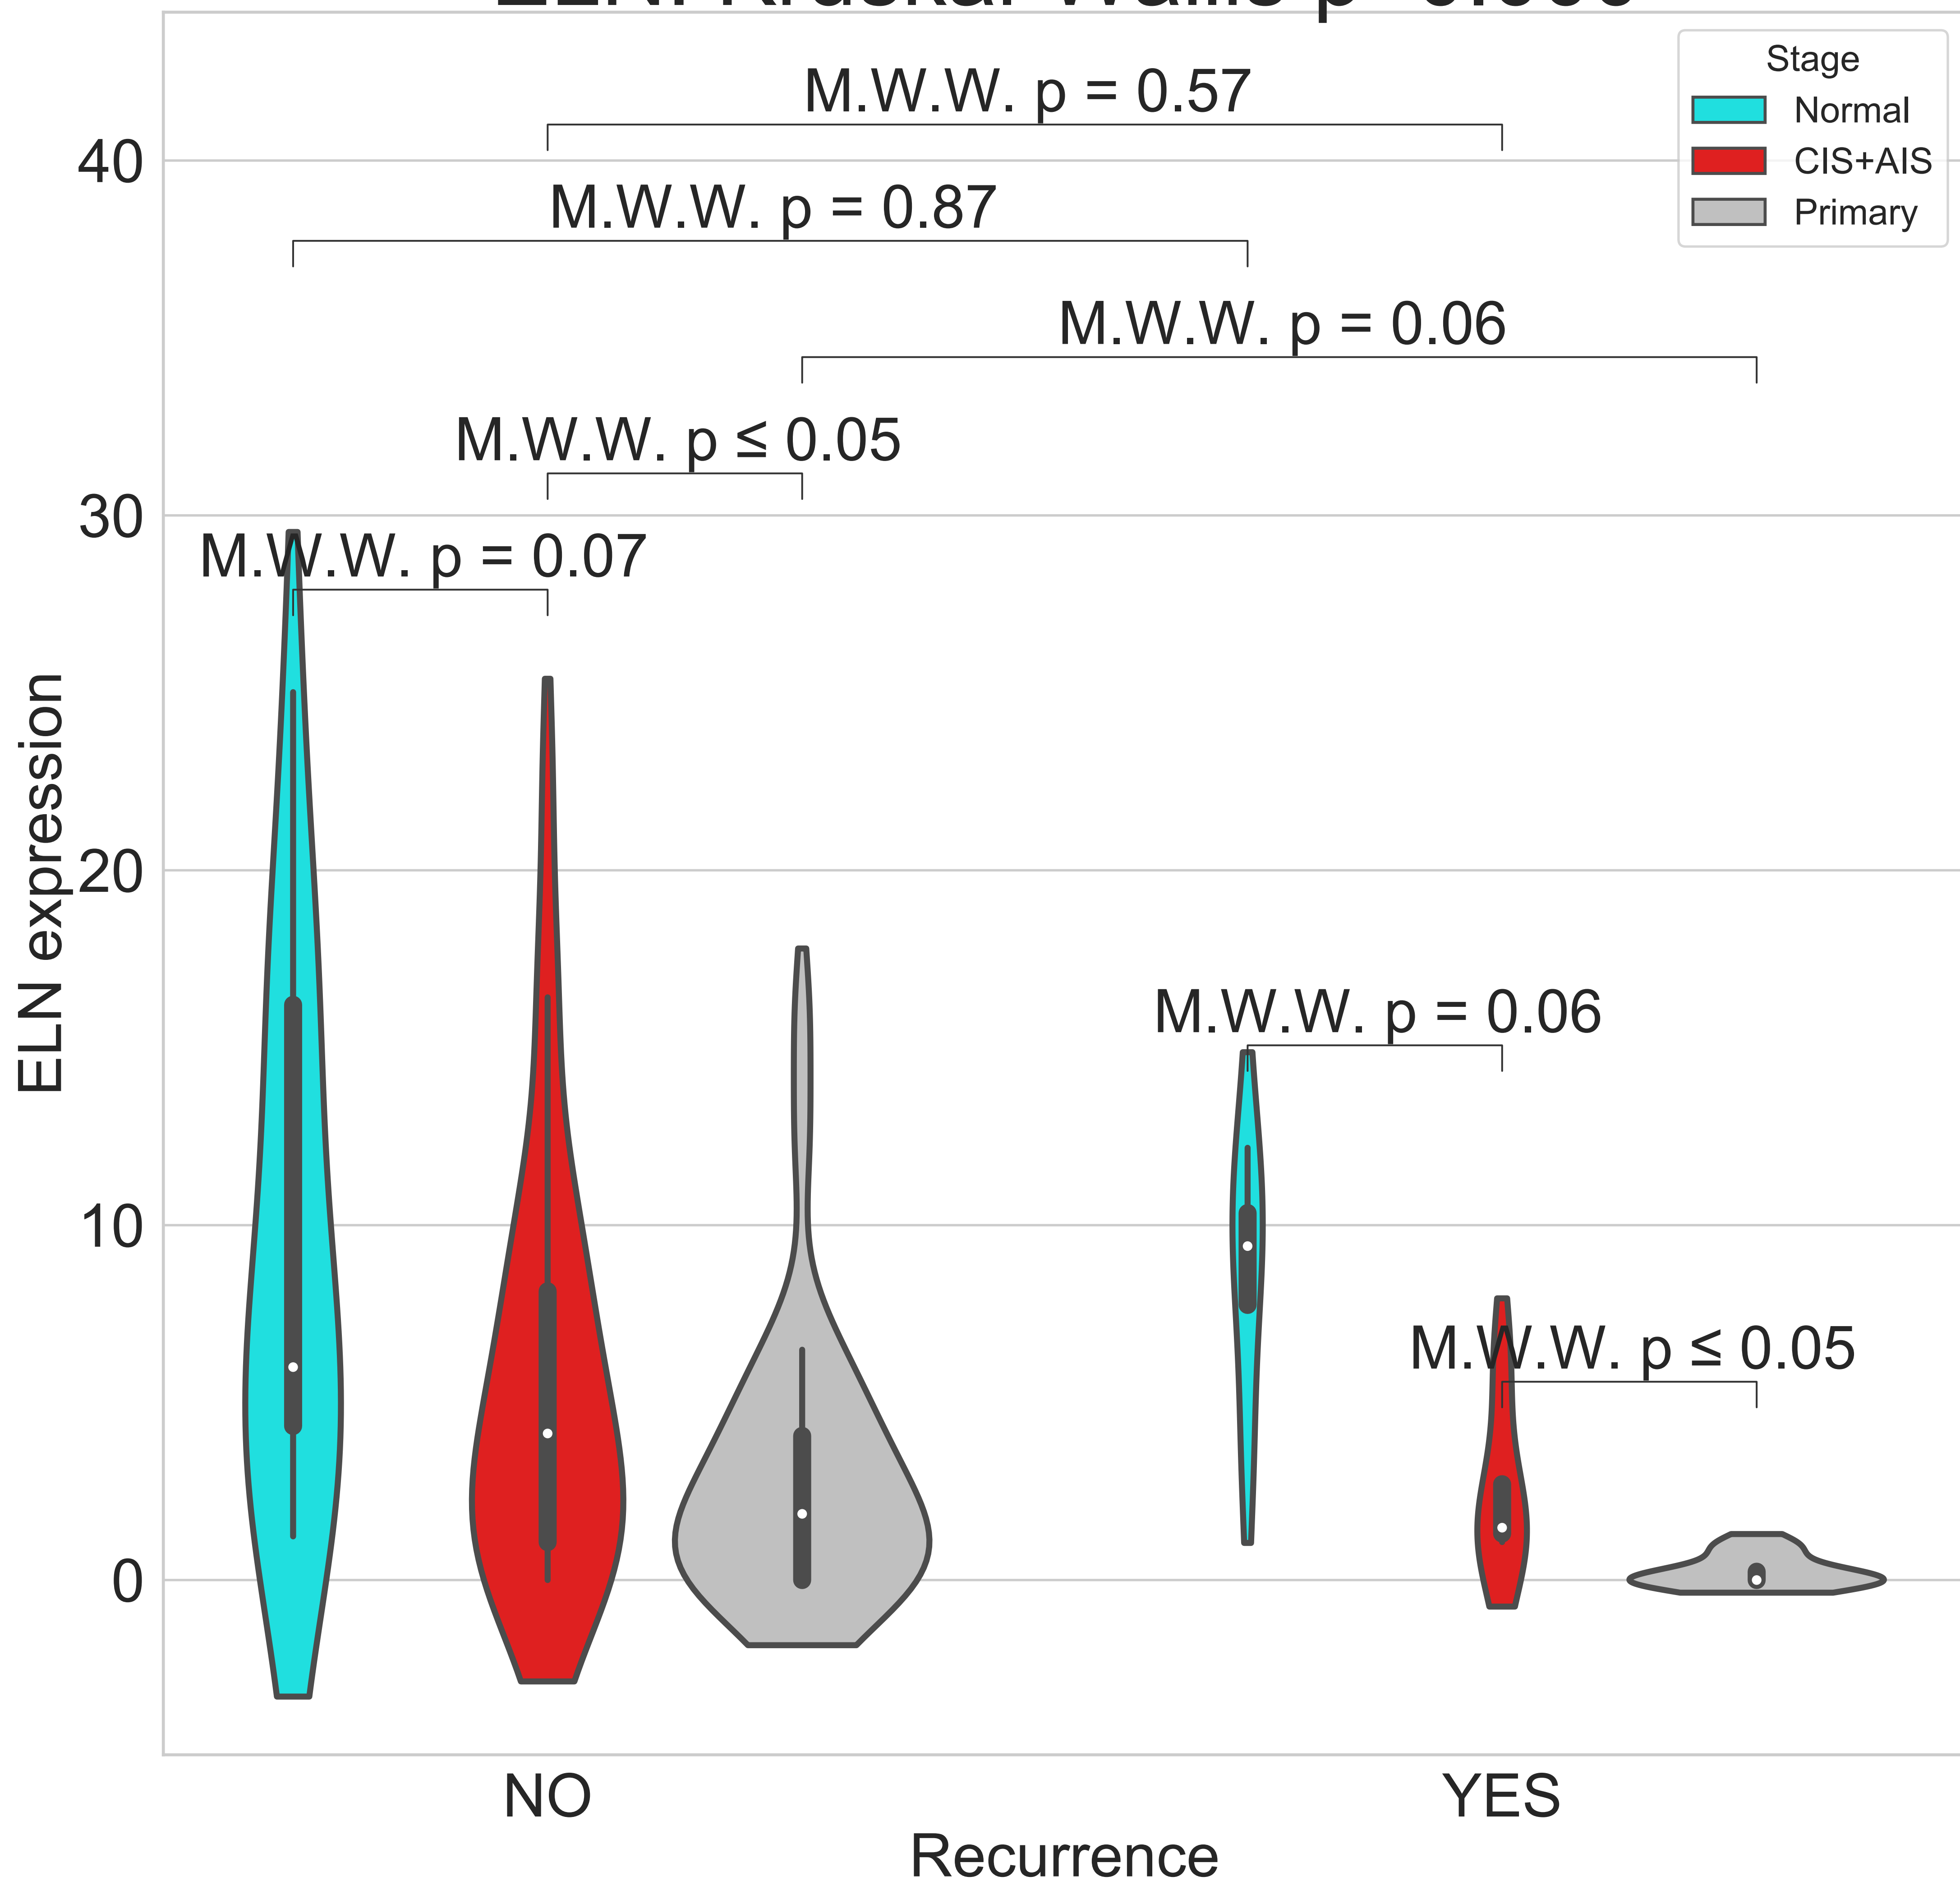 Stage
Normal
CIS+AIS
Primary
M.W.W. p = 0.57
M.W.W. p = 0.87
M.W.W. p = 0.06
M.W.W. p ≤ 0.05
M.W.W. p = 0.07
M.W.W. p = 0.06
M.W.W. p ≤ 0.05
40
30
20
10
0
ELN expression
NO
YES
Recurrence